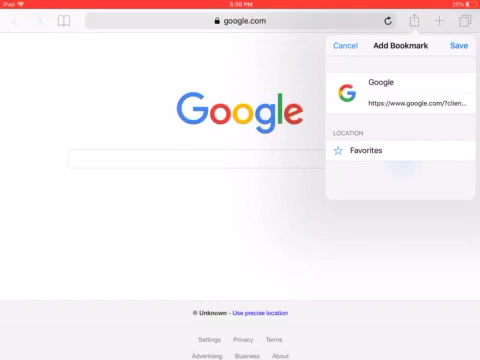 iPad
5:39 PM
25%
google.com
Cancel
Add Bookmark
Save
Google
https://www.google.com/?clien...
LOCATION
Favorites
Google
Unknown - Use precise location
Settings Privacy Terms
Advertising Business About